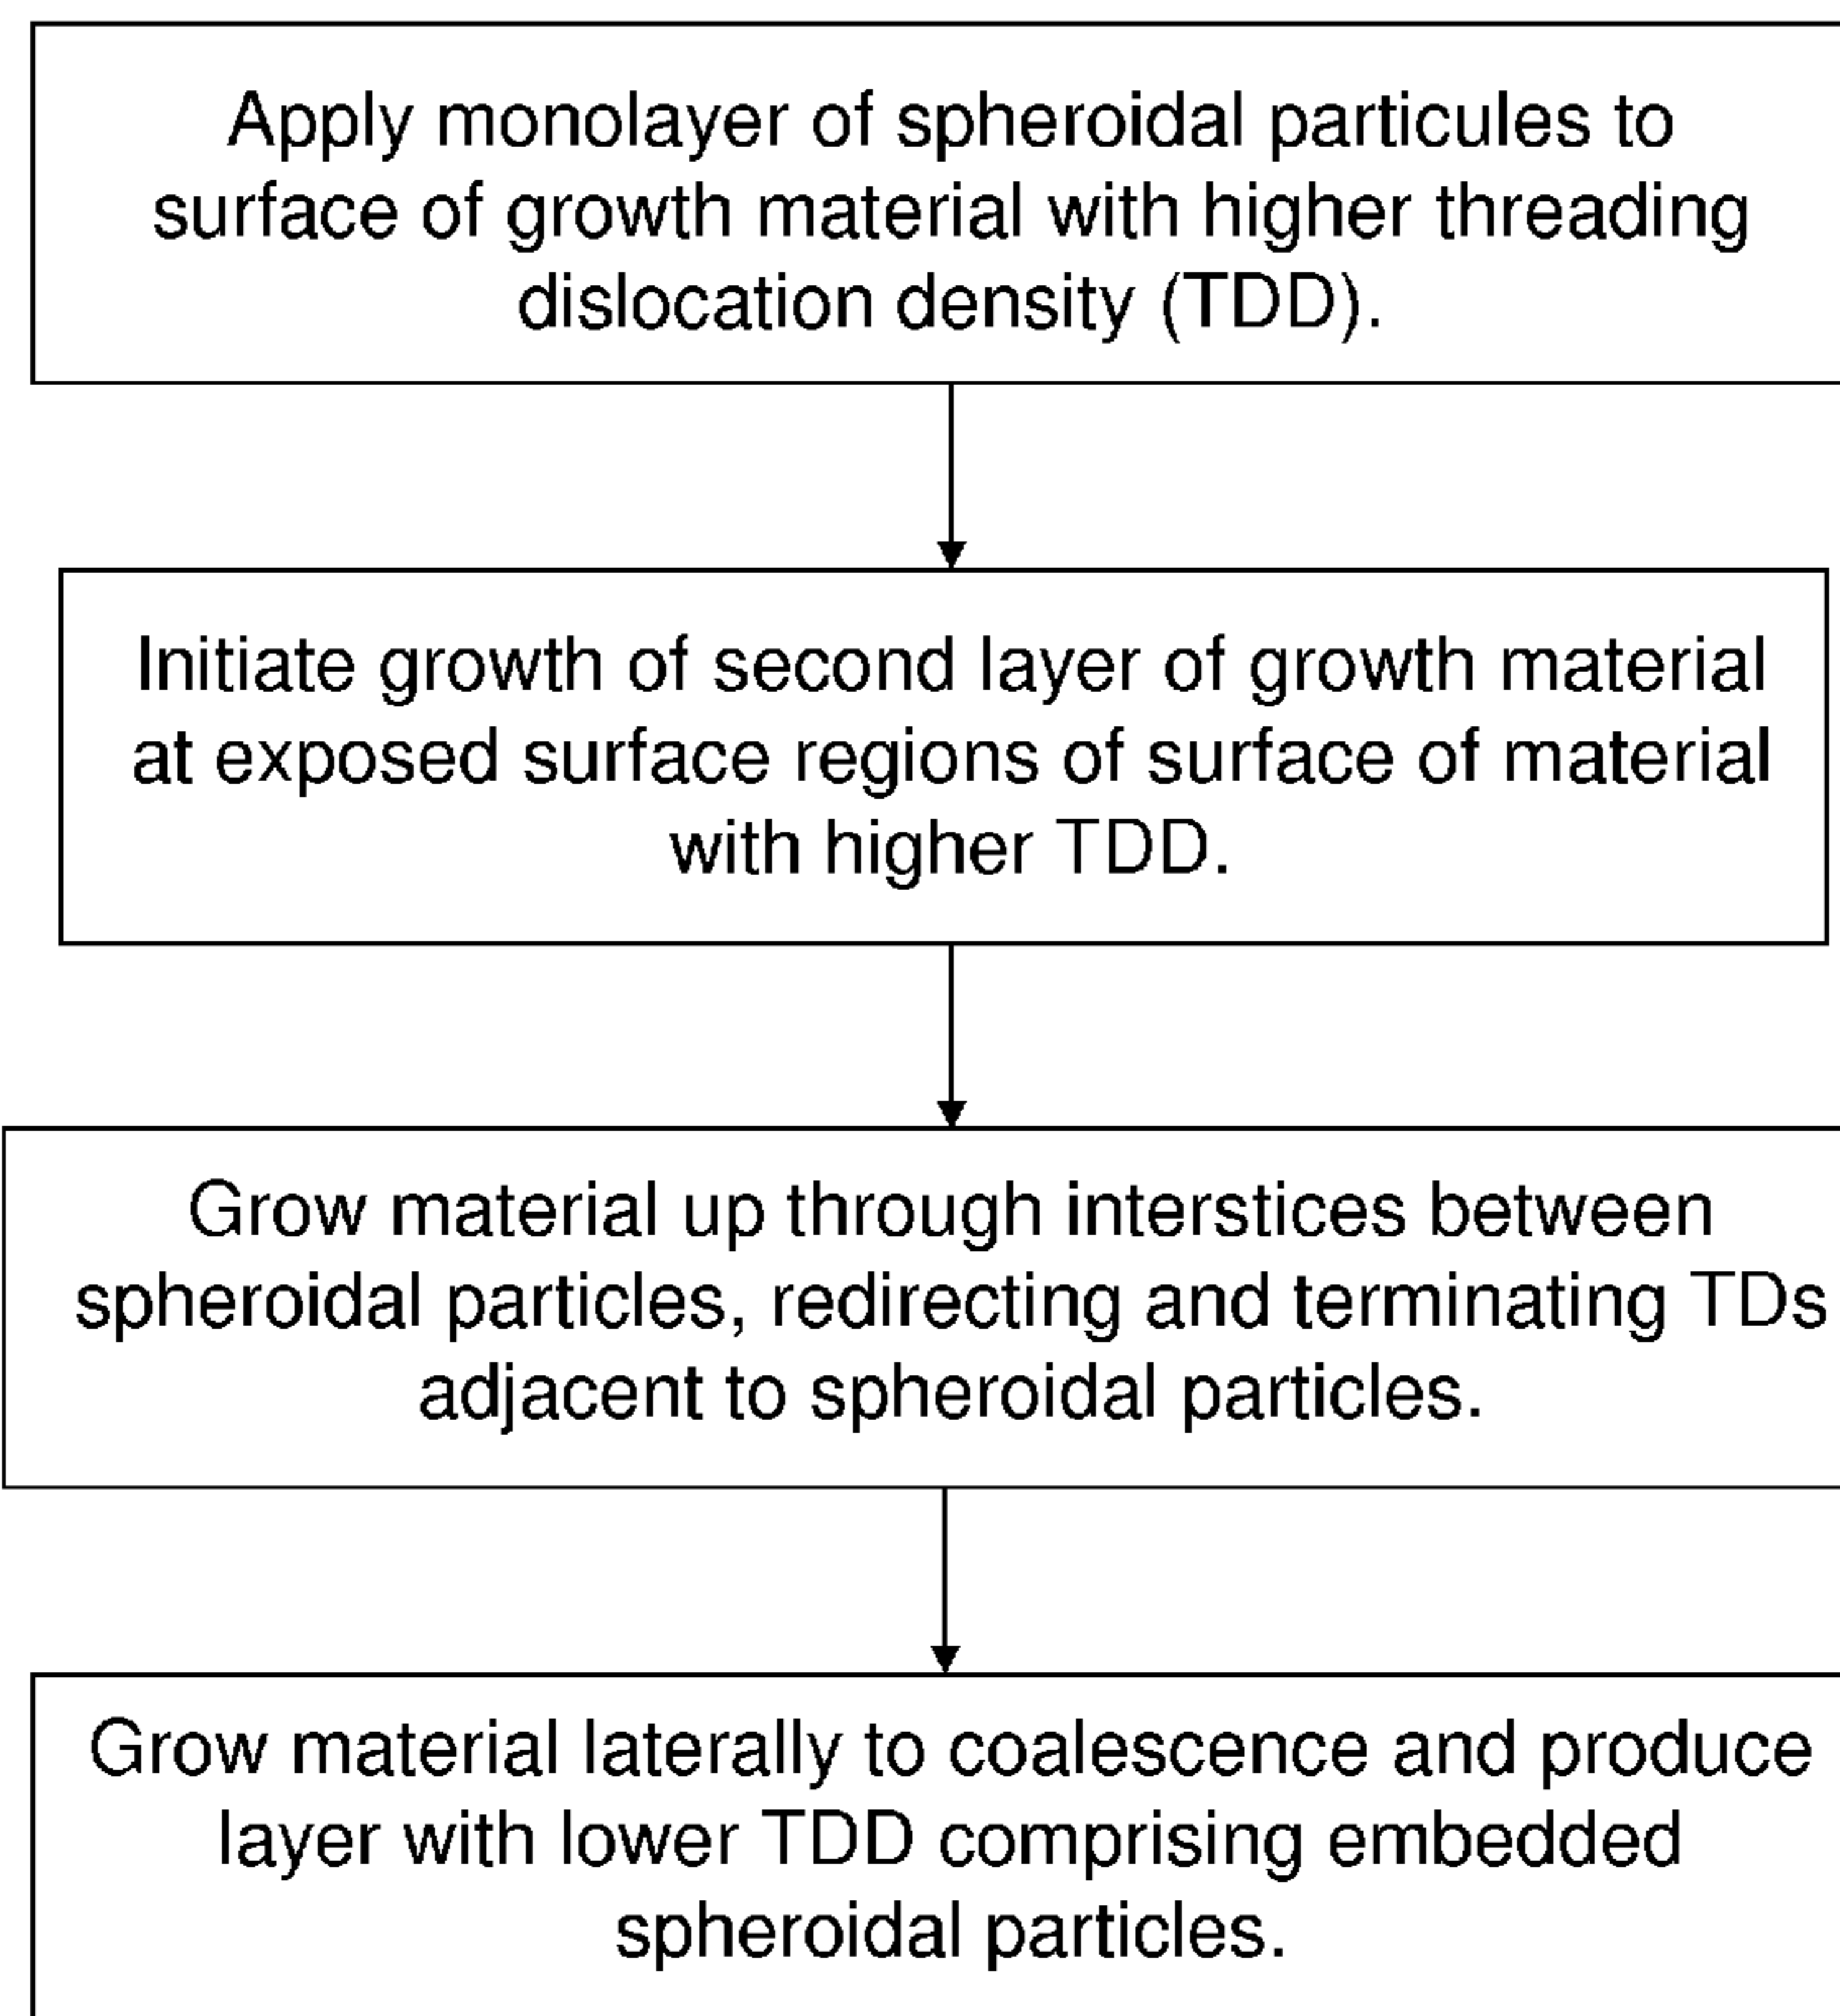 Apply monolayer of spheroidal particules to
surface of growth material with higher threading
dislocation density (TDD).
Initiate growth of second layer of growth material
at exposed surface regions of surface of material
with higher TDD.
Grow material up through interstices between
spheroidal particles, redirecting and terminating TDs
adjacent to spheroidal particles.
Grow material laterally to coalescence and produce
layer with lower TDD comprising embedded
spheroidal particles.